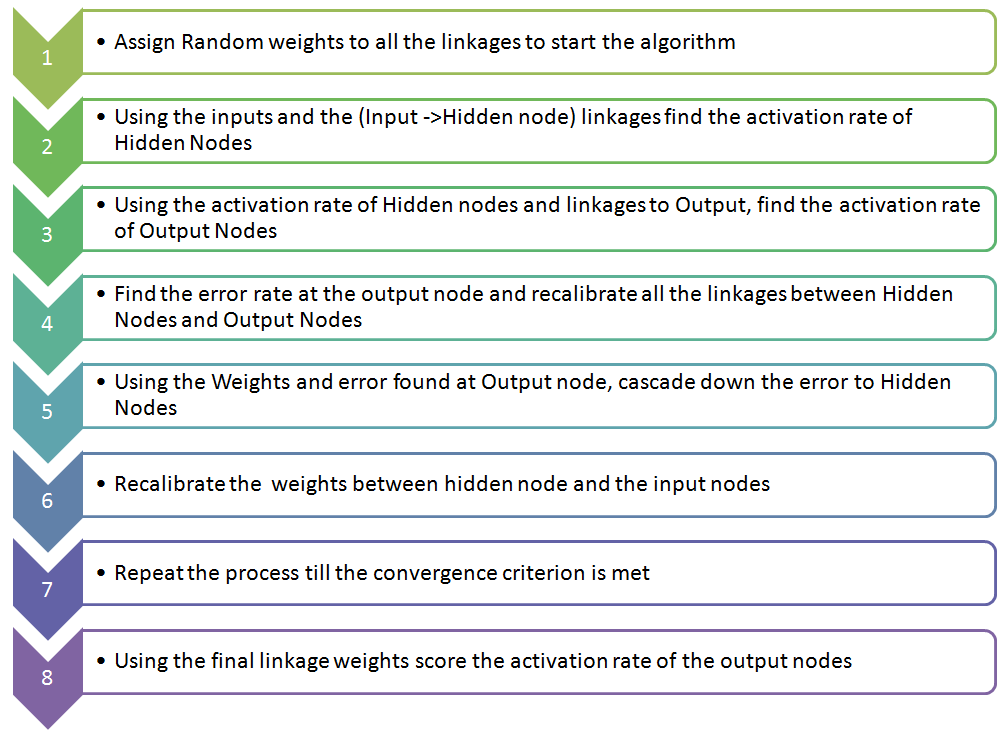 1
• Assign Random weights to all the linkages to start the algorithm
2
• Using the inputs and the (Input ->Hidden node) linkages find the activation rate of
Hidden Nodes
3
• Using the activation rate of Hidden nodes and linkages to Output, find the activation rate
of Output Nodes
4
• Find the error rate at the output node and recalibrate all the linkages between Hidden
Nodes and Output Nodes
5
• Using the Weights and error found at Output node, cascade down the error to Hidden
Nodes
6
• Recalibrate the  weights between hidden node and the input nodes
7
• Repeat the process till the convergence criterion is met
8
• Using the final linkage weights score the activation rate of the output nodes